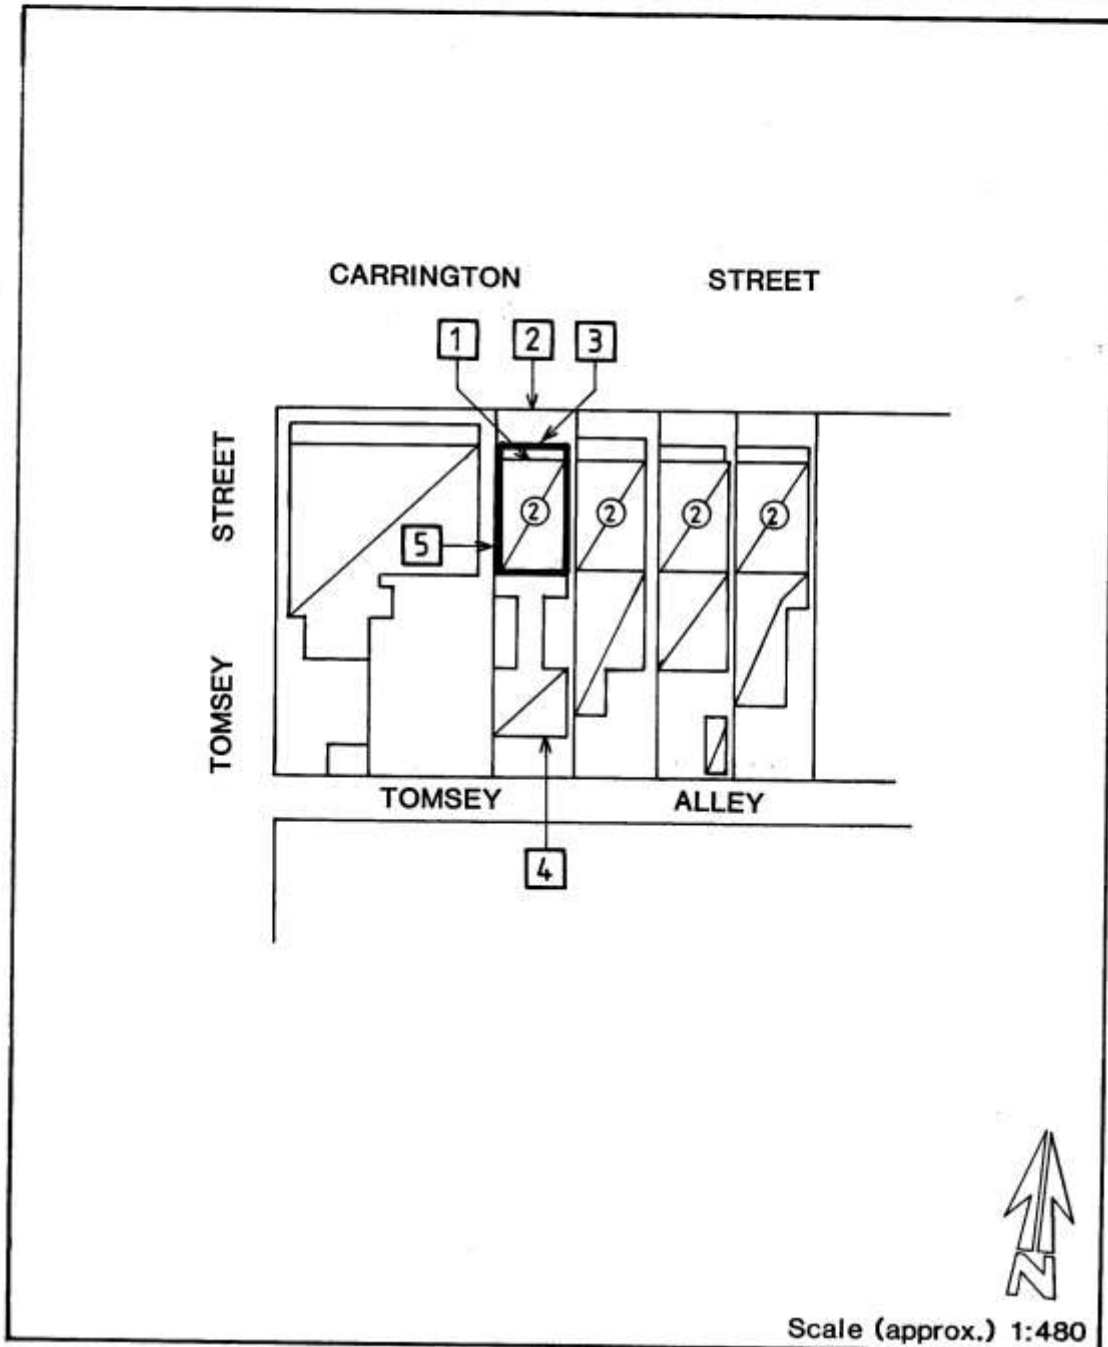 CARRINGTON STREET
1 2 3
STREET
5
2 2 2 2
TOMSEY
TOMSEY ALLEY
4
N
Scale (approx.) 1:480